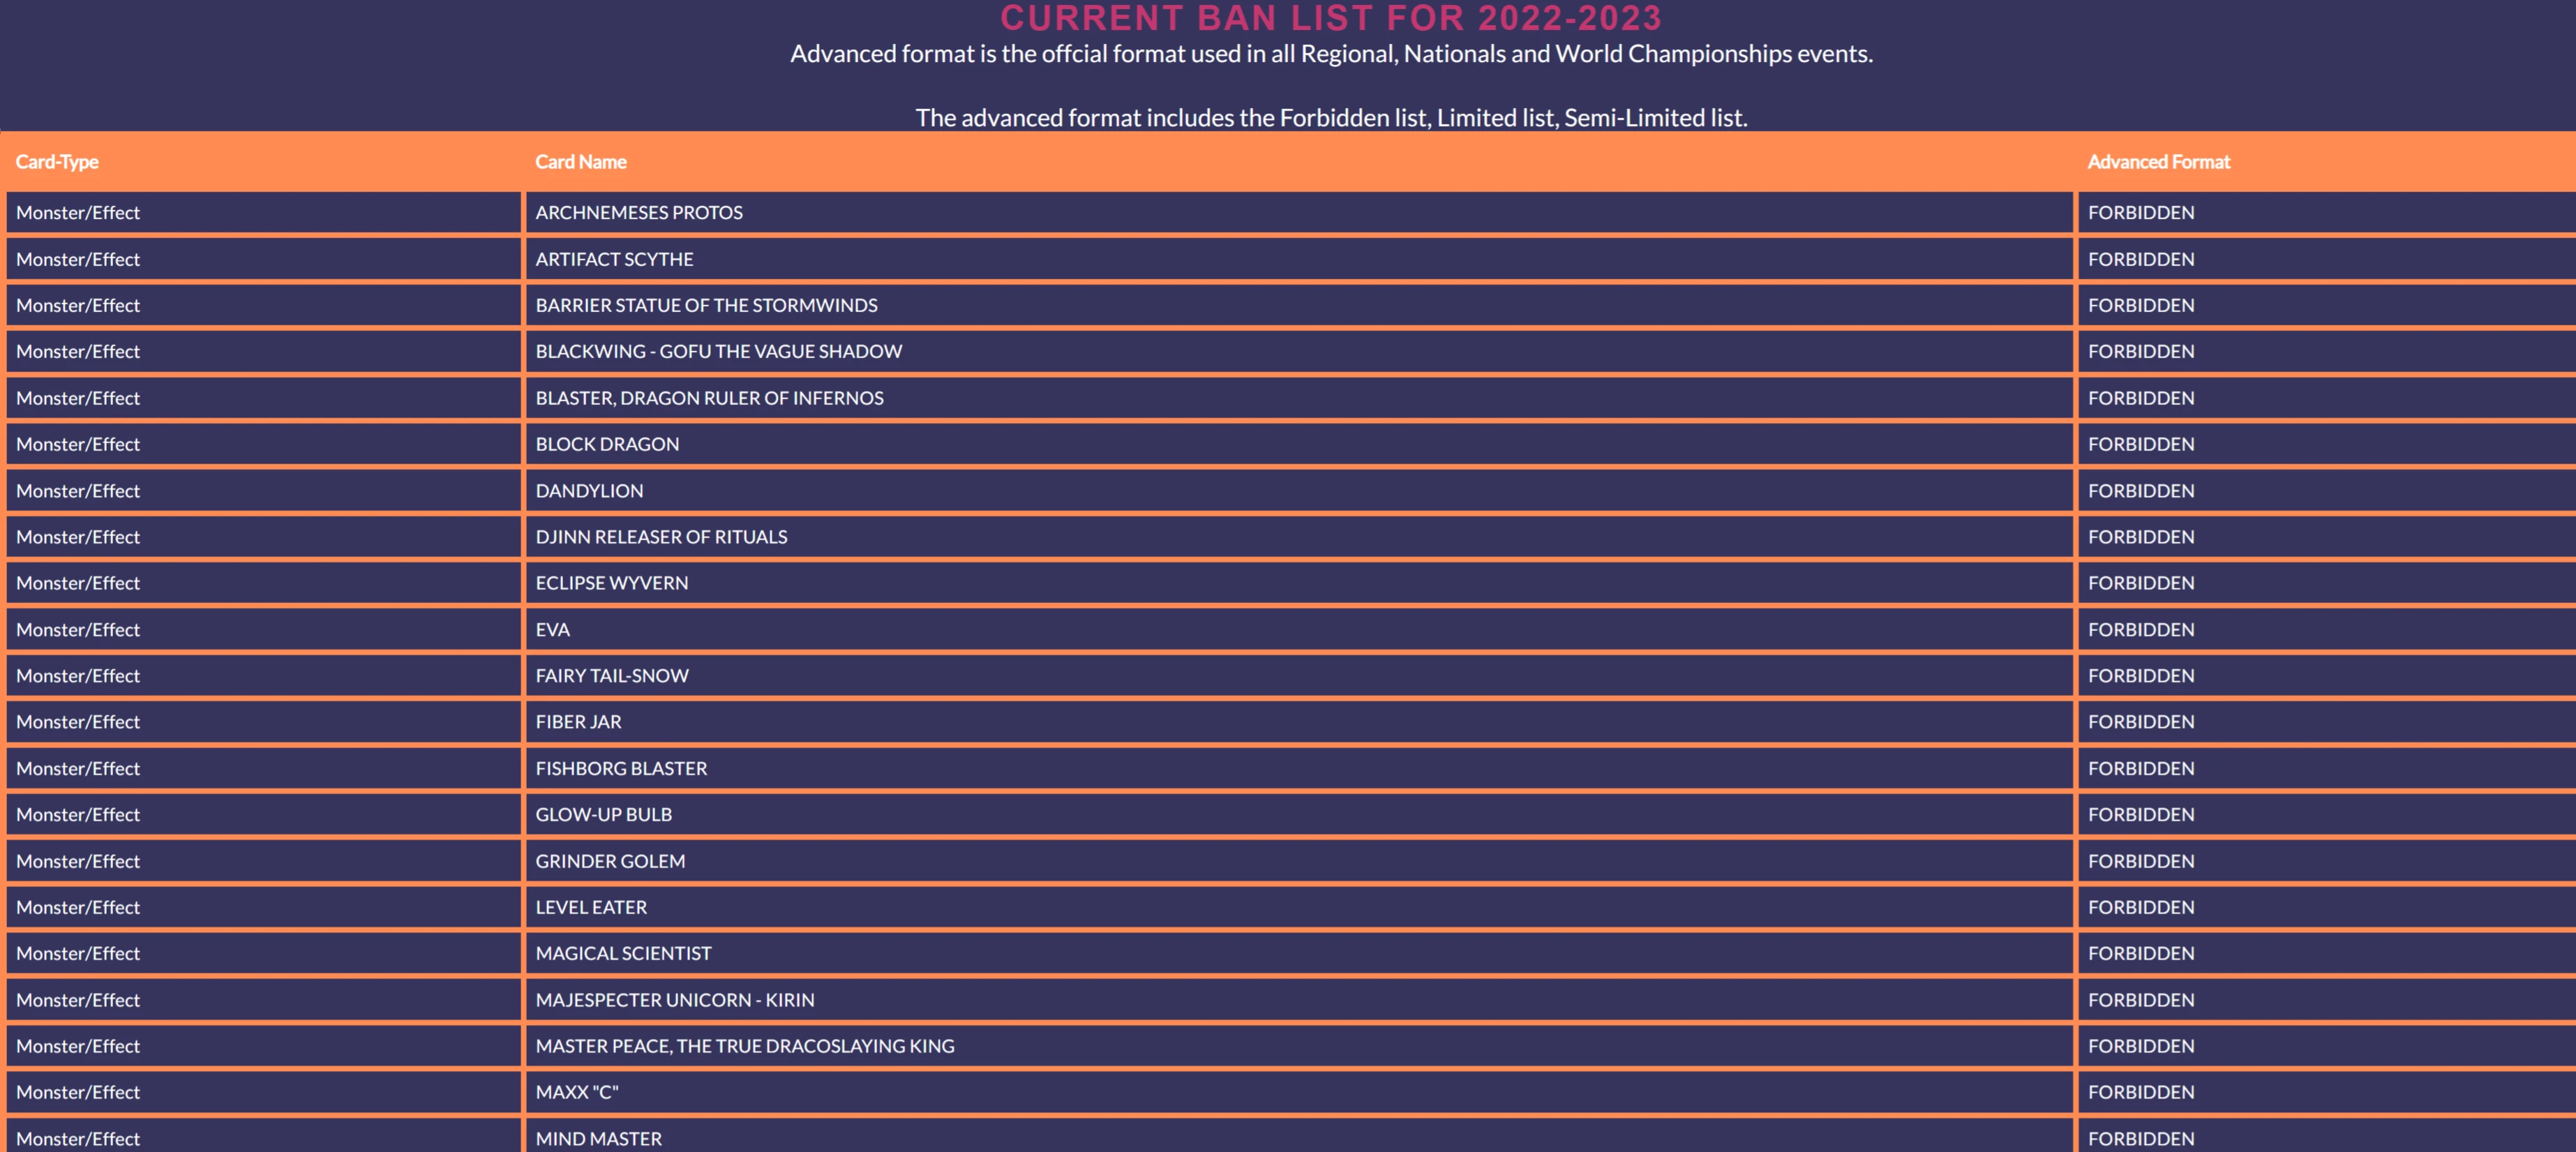 CURRENT BAN LIST FOR 2022-2023
Advanced format is the offcial format used in all Regional, Nationals and World Championships events.
The advanced format includes the Forbidden list, Limited list, Semi-Limited list.
Card-Type Card Name Advanced Format
Monster/Effect ARCHNEMESES PROTOS FORBIDDEN
Monster/Effect ARTIFACT SCYTHE FORBIDDEN
Monster/Effect BARRIER STATUE OF THE STORMWINDS FORBIDDEN
Monster/Effect BLACKWING - GOFU THE VAGUE SHADOW FORBIDDEN
Monster/Effect BLASTER, DRAGON RULER OF INFERNOS FORBIDDEN
Monster/Effect BLOCK DRAGON FORBIDDEN
Monster/Effect DANDYLION FORBIDDEN
Monster/Effect DJINN RELEASER OF RITUALS FORBIDDEN
Monster/Effect ECLIPSE WYVERN FORBIDDEN
Monster/Effect EVA FORBIDDEN
Monster/Effect FAIRY TAIL-SNOW FORBIDDEN
Monster/Effect FIBER JAR FORBIDDEN
Monster/Effect FISHBORG BLASTER FORBIDDEN
Monster/Effect GLOW-UP BULB FORBIDDEN
Monster/Effect GRINDER GOLEM FORBIDDEN
Monster/Effect LEVEL EATER FORBIDDEN
Monster/Effect MAGICAL SCIENTIST FORBIDDEN
Monster/Effect MAJESPECTER UNICORN - KIRIN FORBIDDEN
Monster/Effect MASTER PEACE, THE TRUE DRACOSLAYING KING FORBIDDEN
Monster/Effect MAXX "C" FORBIDDEN
Monster/Effect MIND MASTER FORBIDDEN